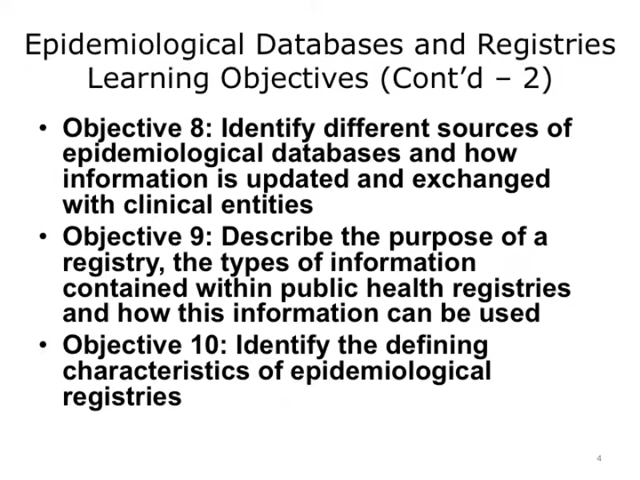 Epidemiological Databases and Registries
Learning Objectives (Cont’d – 2)
• Objective 8: Identify different sources of
epidemiological databases and how
information is updated and exchanged
with clinical entities
• Objective 9: Describe the purpose of a
registry, the types of information
contained within public health registries
and how this information can be used
• Objective 10: Identify the defining
characteristics of epidemiological
registries
4